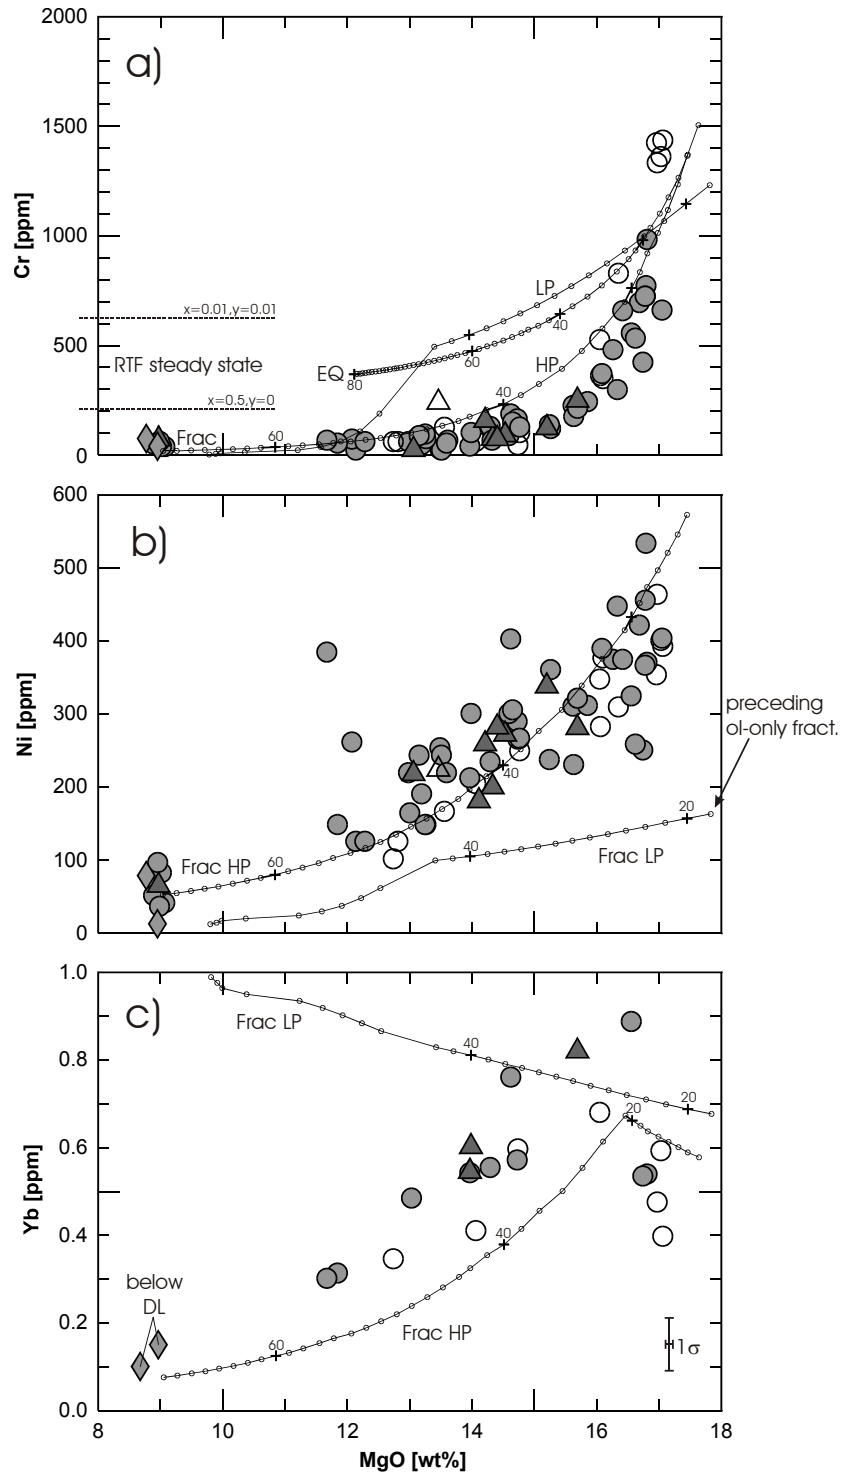 2000
a)
1500
Cr [ppm]
1000
LP
x=0.01,y=0.01
40
500
HP
RTF steady state
EQ
60
80
x=0.5,y=0
40
Frac
60
0
600
b)
500
400
preceding
ol-only fract.
Ni [ppm]
300
40
200
20
Frac HP
60
40
Frac LP
100
0
1.0
c)
Frac LP
40
0.8
20
20
0.6
Yb [ppm]
0.4
40
below
DL
Frac HP
1σ
0.2
60
0.0
8
10
12
14
16
18
MgO [wt%]